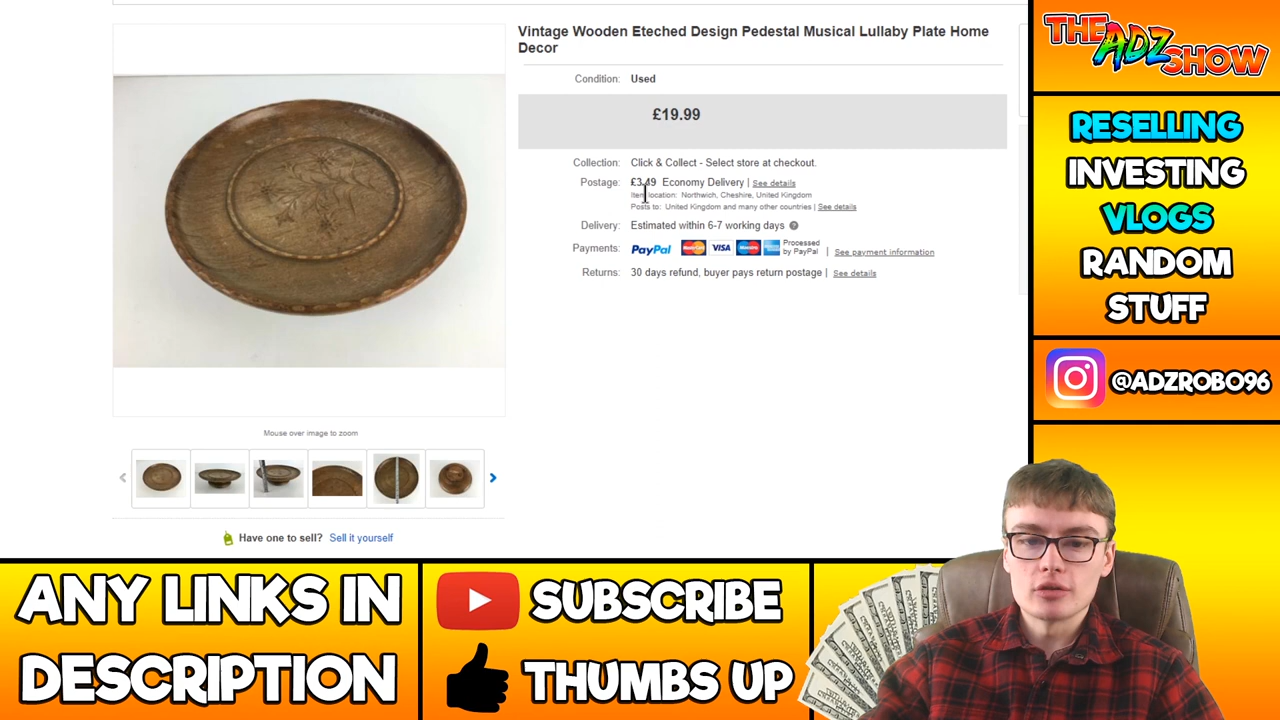 Vintage Wooden Eteched Design Pedestal Musical Lullaby Plate Home
Decor
Condition: Used
£19.99
Collection: Click & Collect - Select store at checkout.
Postage: £3.49 Economy Delivery | See details
Item location: Northwich, Cheshire, United Kingdom
Posts to: United Kingdom and many other countries | See details
Delivery: Estimated within 6-7 working days ?
Payments: PayPal MasterCard VISA Maestro Processed by PayPal | See payment information
Returns: 30 days refund, buyer pays return postage | See details
Mouse over image to zoom
Have one to sell? Sell it yourself
THE ADZ SHOW
RESELLING
INVESTING
VLOGS
RANDOM
STUFF
@ADZROBO96
ANY LINKS IN
DESCRIPTION
SUBSCRIBE
THUMBS UP